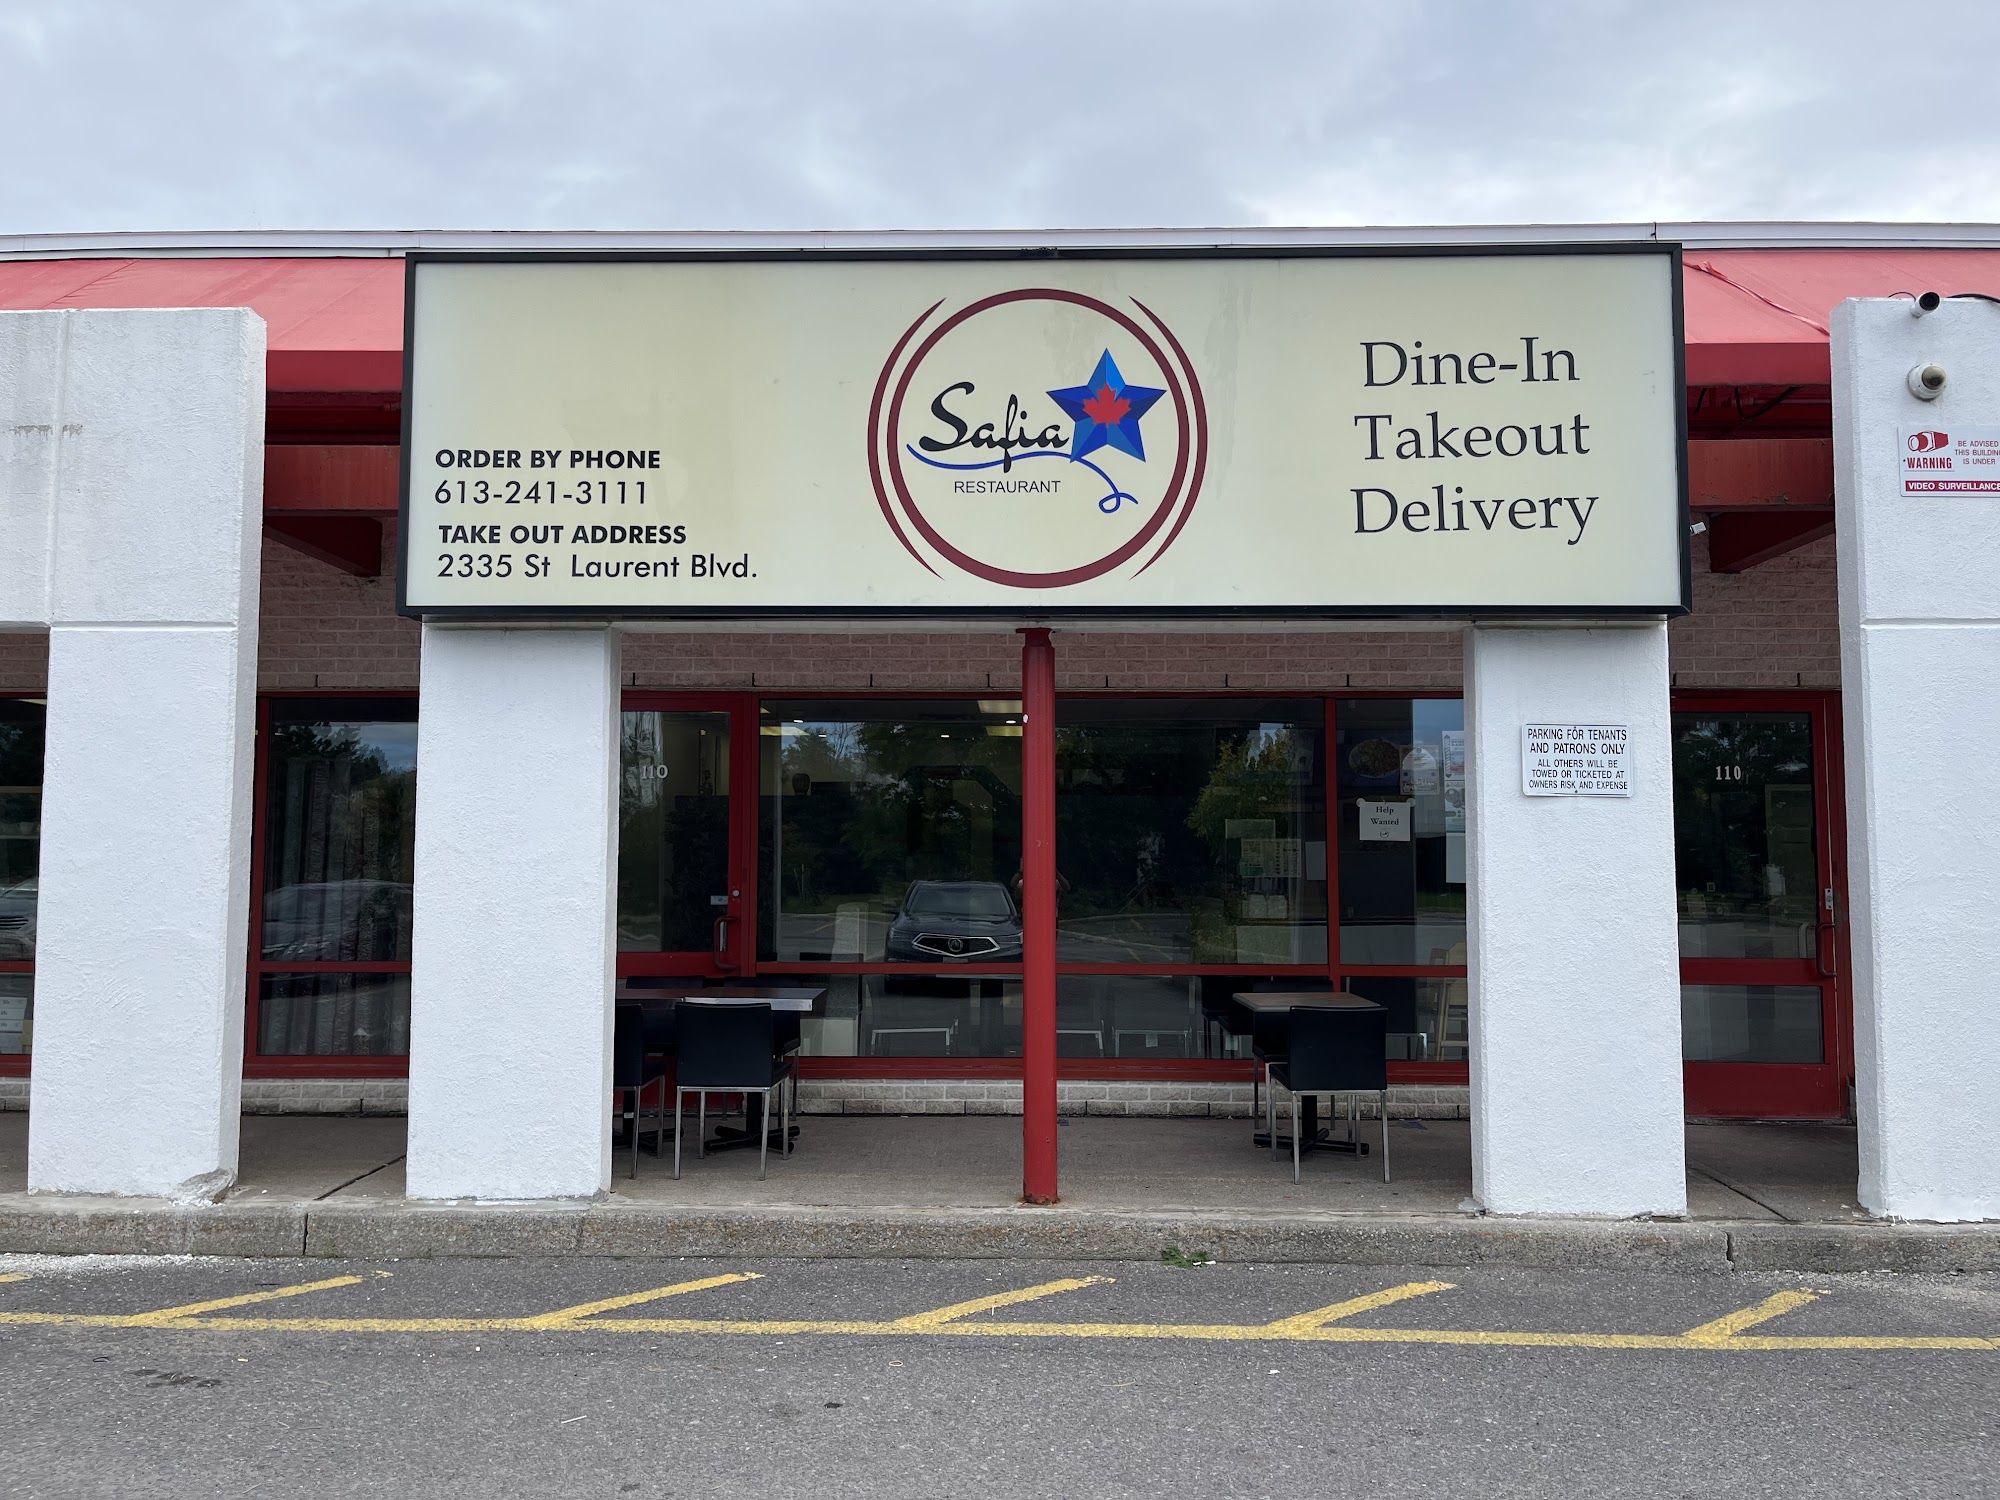 ORDER BY PHONE
613-241-3111
TAKE OUT ADDRESS
2335 St Laurent Blvd.
Safia
RESTAURANT
Dine-In
Takeout
Delivery
WARNING
BE ADVISED
THIS BUILDING
IS UNDER
VIDEO SURVEILLANCE
110
PARKING FOR TENANTS
AND PATRONS ONLY
ALL OTHERS WILL BE
TOWED OR TICKETED AT
OWNERS RISK AND EXPENSE
110
Help
Wanted